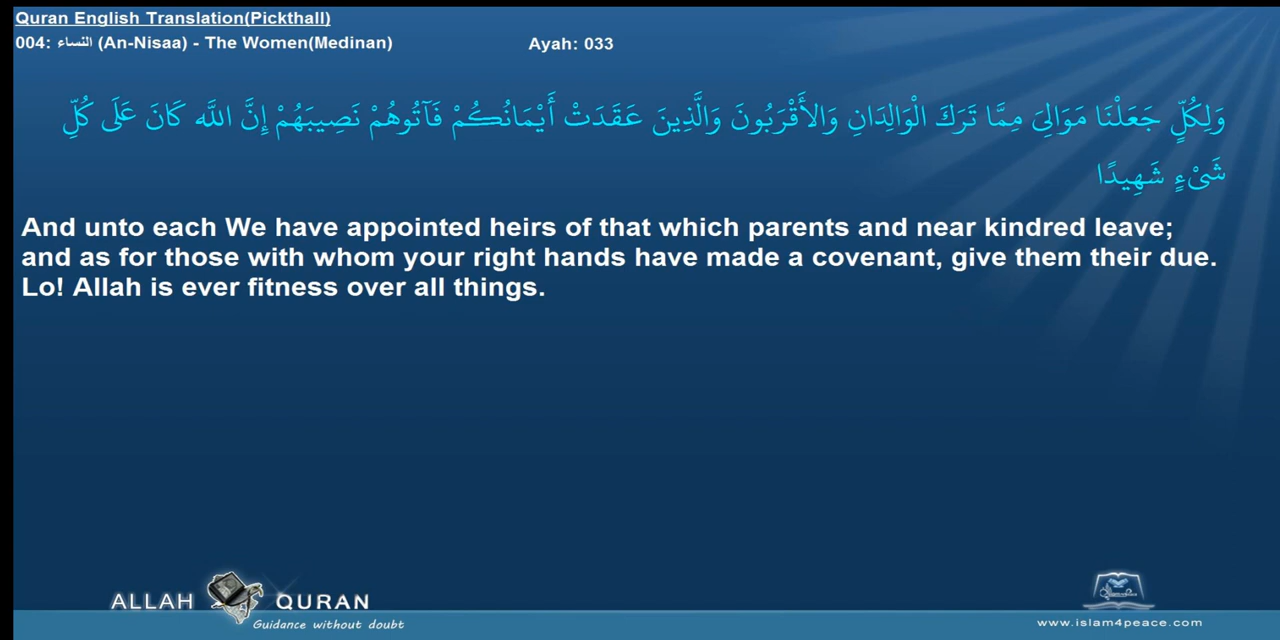 Quran English Translation(Pickthall)
004: النساء (An-Nisaa) - The Women(Medinan)
Ayah: 033
وَلِكُلٍّ جَعَلْنَا مَوَالِىَ مِمَّا تَرَكَ الْوَالِدَانِ وَالأَقْرَبُونَ وَالَّذِينَ عَقَدَتْ أَيْمَانُكُمْ فَآتُوهُمْ نَصِيبَهُمْ إِنَّ اللَّه كَانَ عَلَى كُلِّ
شَىْءٍ شَهِيدًا
And unto each We have appointed heirs of that which parents and near kindred leave;
and as for those with whom your right hands have made a covenant, give them their due.
Lo! Allah is ever fitness over all things.
ALLAH QURAN
Guidance without doubt
www.islam4peace.com